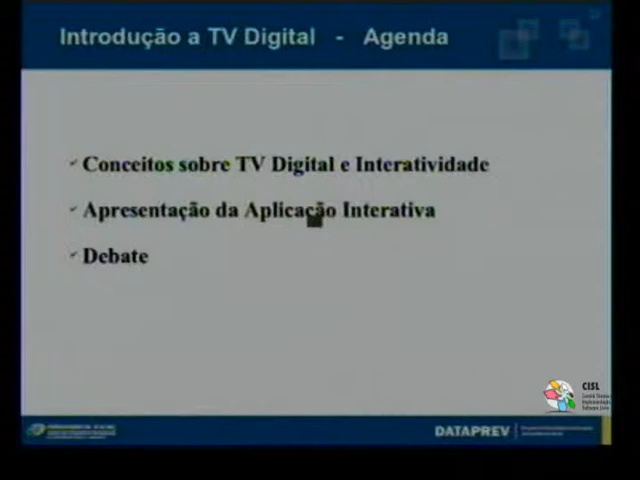 Introdução a TV Digital - Agenda
✓ Conceitos sobre TV Digital e Interatividade
✓ Apresentação da Aplicação Interativa
✓ Debate
CISL
DATAPREV